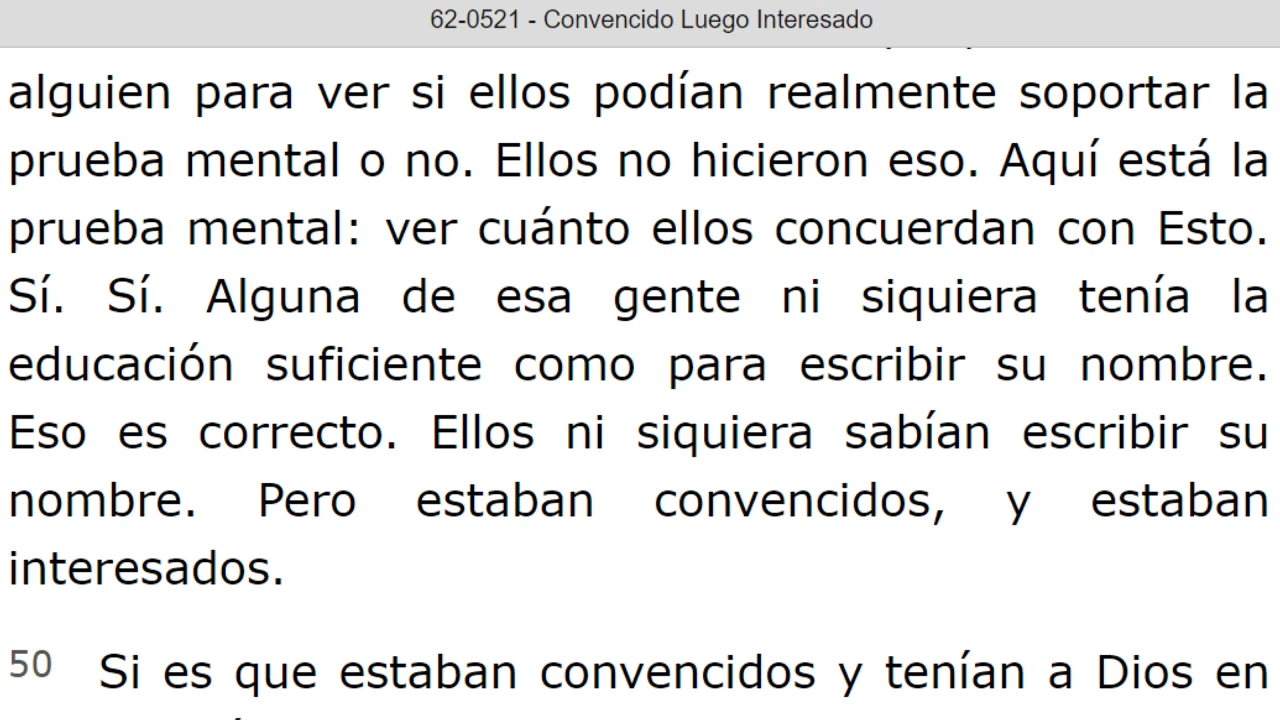 62-0521 - Convencido Luego Interesado
alguien para ver si ellos podían realmente soportar la
prueba mental o no. Ellos no hicieron eso. Aquí está la
prueba mental: ver cuánto ellos concuerdan con Esto.
Sí. Sí. Alguna de esa gente ni siquiera tenía la
educación suficiente como para escribir su nombre.
Eso es correcto. Ellos ni siquiera sabían escribir su
nombre. Pero estaban convencidos, y estaban
interesados.
50 Si es que estaban convencidos y tenían a Dios en